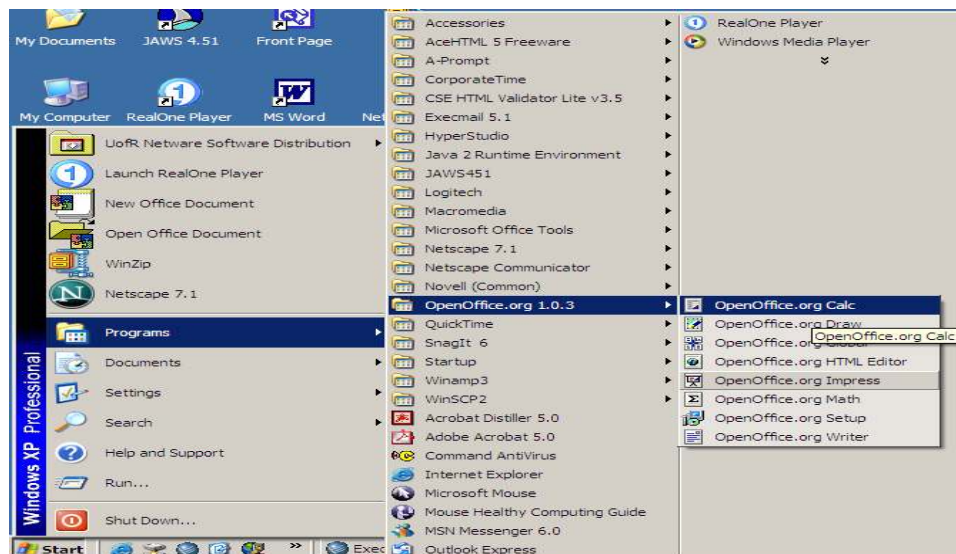 My Documents
JAWS 4.51
Front Page
My Computer
RealOne Player
MS Word
Net
UofR Netware Software Distribution
Launch RealOne Player
New Office Document
Open Office Document
WinZip
Netscape 7.1
Programs
Documents
Settings
Search
Help and Support
Run...
Shut Down...
Windows XP Professional
Start
Exec
Accessories
AceHTML 5 Freeware
A-Prompt
CorporateTime
CSE HTML Validator Lite v3.5
Execmail 5.1
HyperStudio
Java 2 Runtime Environment
JAWS451
Logitech
Macromedia
Microsoft Office Tools
Netscape 7.1
Netscape Communicator
Novell (Common)
OpenOffice.org 1.0.3
QuickTime
SnagIt 6
Startup
Winamp3
WinSCP2
Acrobat Distiller 5.0
Adobe Acrobat 5.0
Command AntiVirus
Internet Explorer
Microsoft Mouse
Mouse Healthy Computing Guide
MSN Messenger 6.0
Outlook Express
RealOne Player
Windows Media Player
OpenOffice.org Calc
OpenOffice.org Draw
OpenOffice.org Calc
OpenOffice.org Global
OpenOffice.org HTML Editor
OpenOffice.org Impress
OpenOffice.org Math
OpenOffice.org Setup
OpenOffice.org Writer